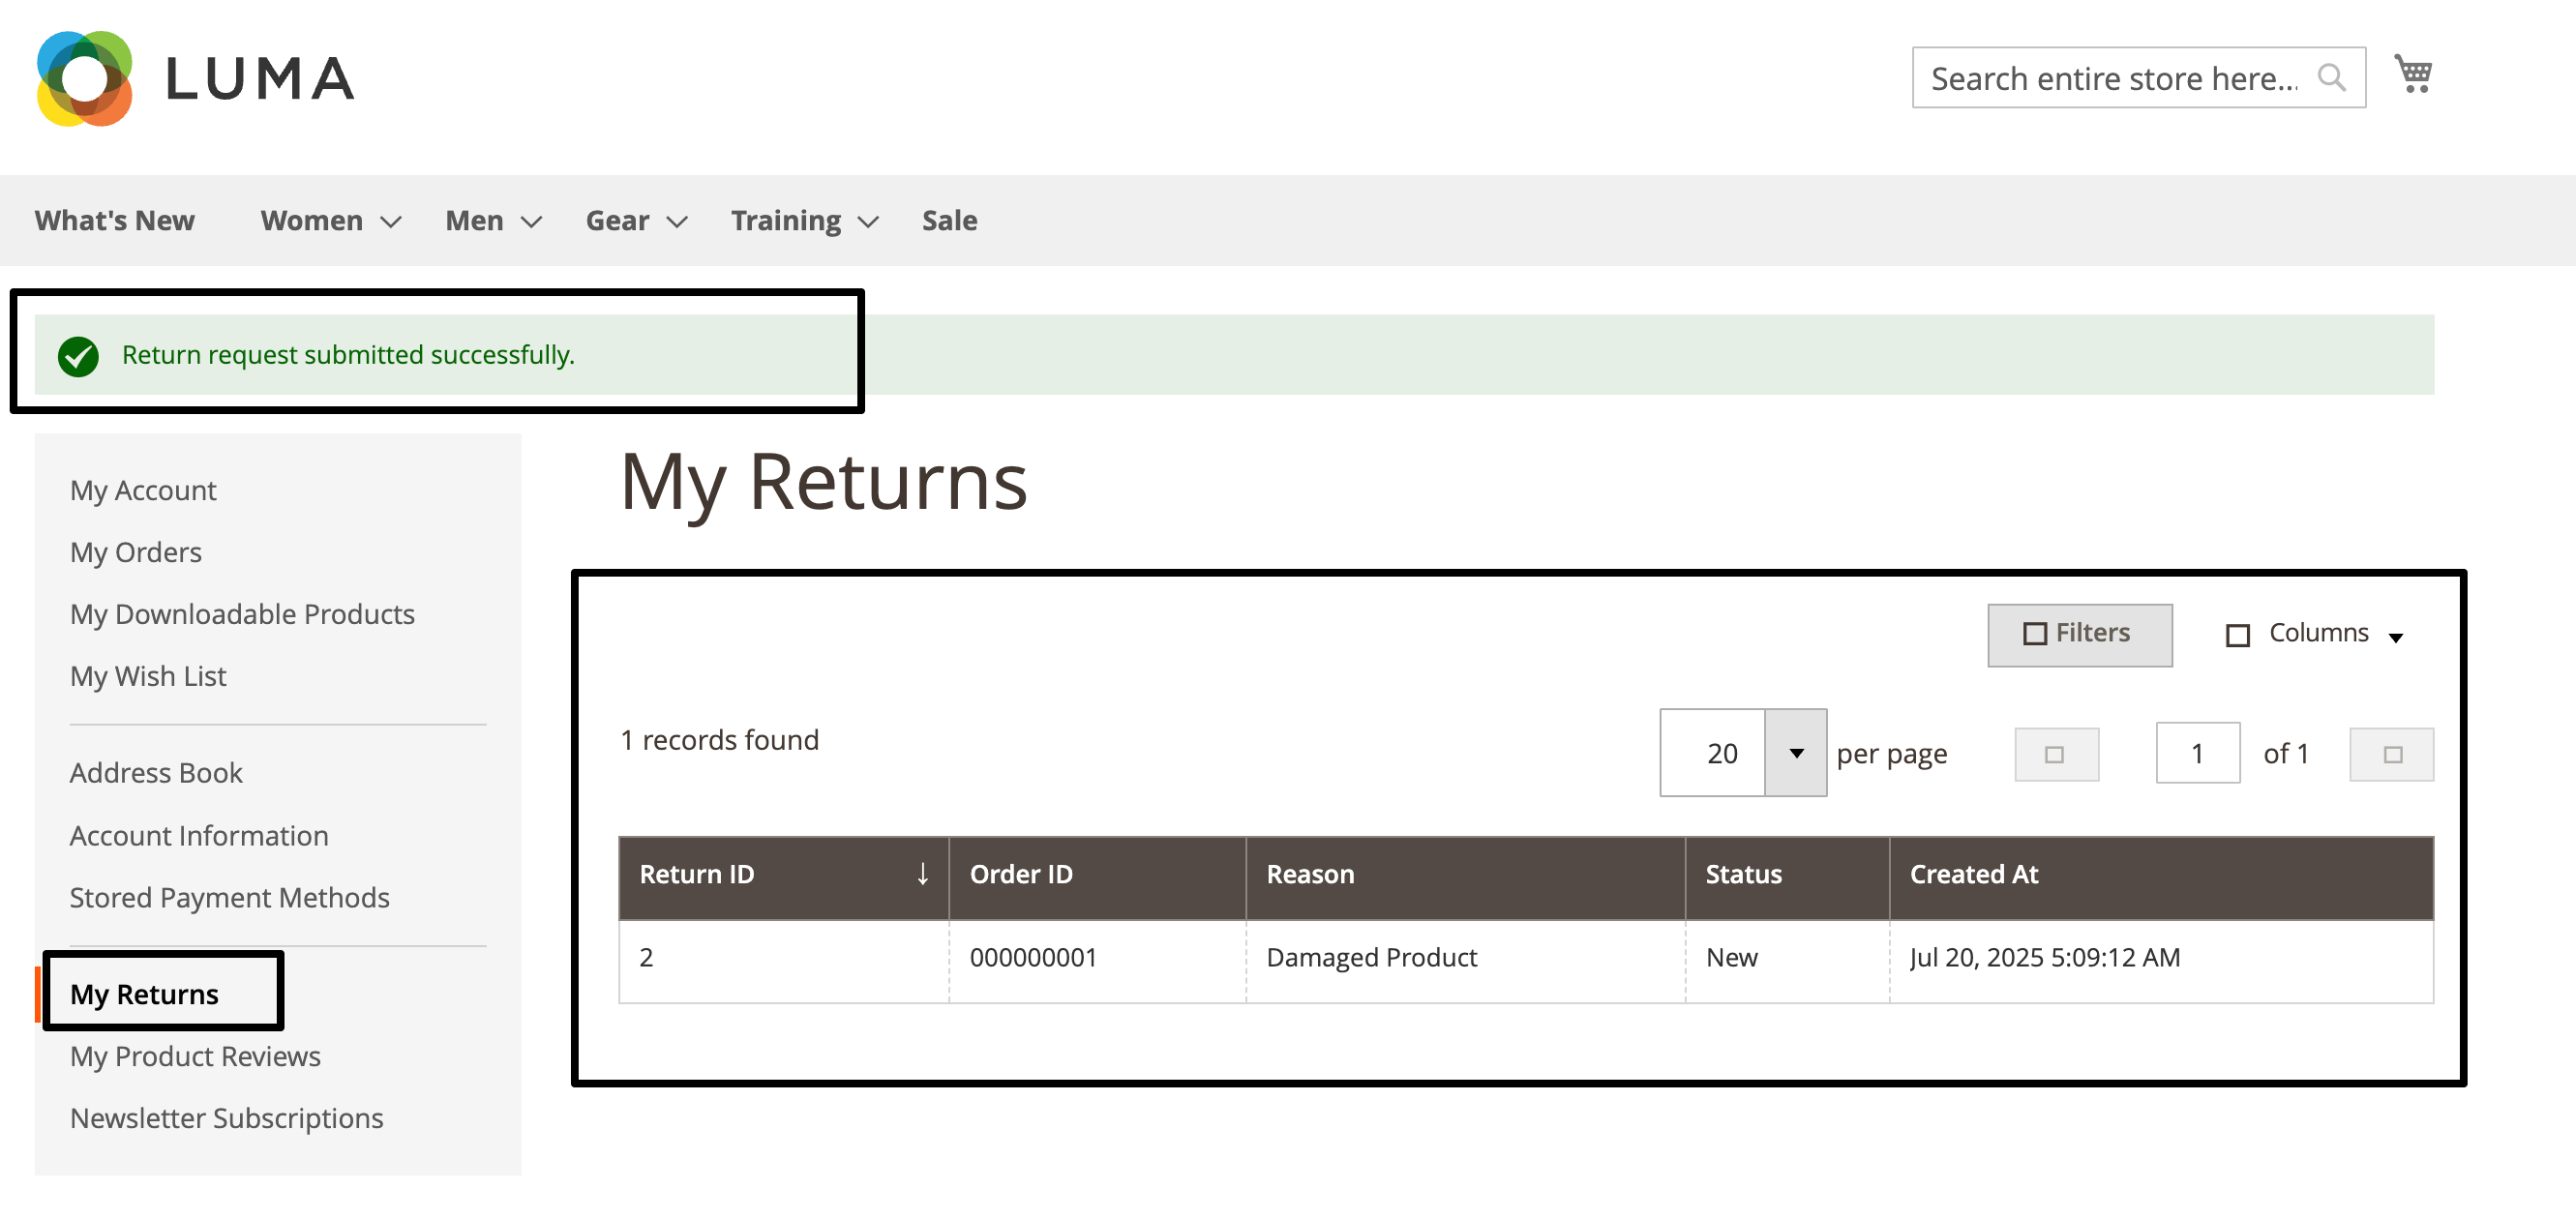 LUMA
Search entire store here...
What's New Women Men Gear Training Sale
Return request submitted successfully.
My Account
My Orders
My Downloadable Products
My Wish List
Address Book
Account Information
Stored Payment Methods
My Returns
My Product Reviews
Newsletter Subscriptions
My Returns
Filters Columns
1 records found 20 per page 1 of 1
Return ID ↓ Order ID Reason Status Created At
2 000000001 Damaged Product New Jul 20, 2025 5:09:12 AM